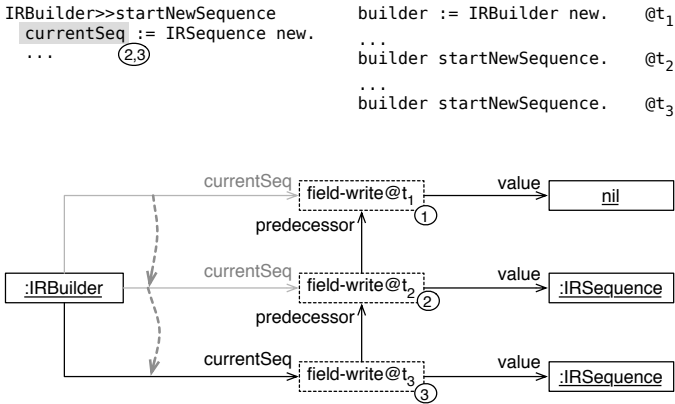 IRBuilder>>startNewSequence
currentSeq := IRSequence new.
... 2,3
builder := IRBuilder new. @t1
...
builder startNewSequence. @t2
...
builder startNewSequence. @t3
currentSeq field-write@t1 value nil
1
predecessor
:IRBuilder currentSeq field-write@t2 value :IRSequence
2
predecessor
currentSeq field-write@t3 value :IRSequence
3